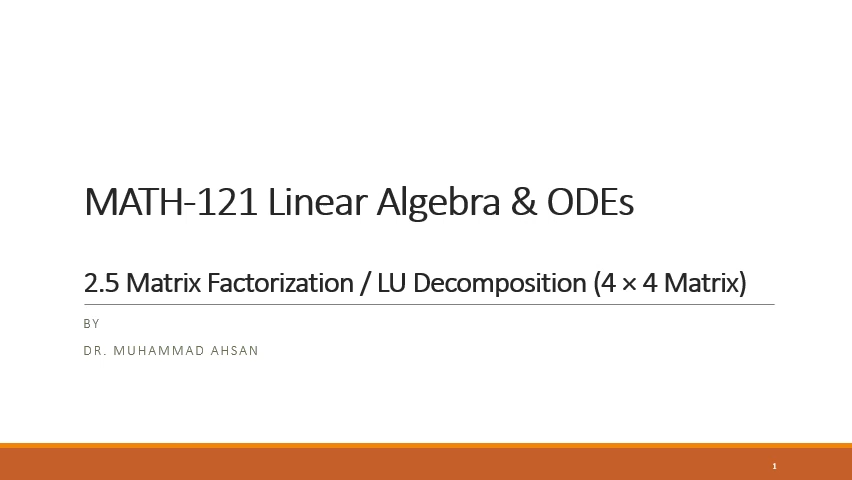 MATH-121 Linear Algebra & ODEs
2.5 Matrix Factorization / LU Decomposition (4 × 4 Matrix)
BY
DR. MUHAMMAD AHSAN
1